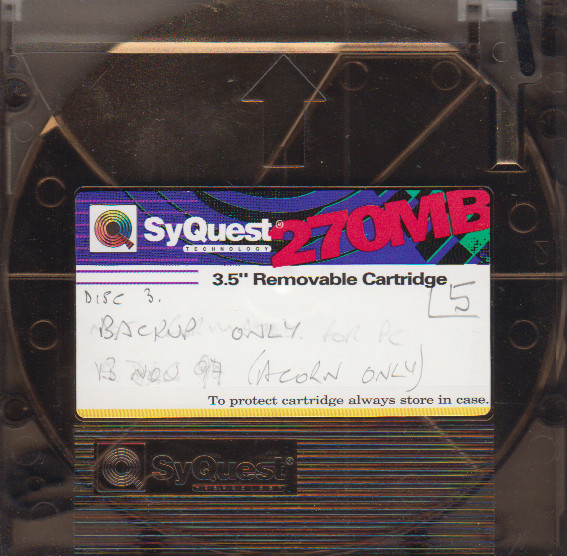 SyQuest®
TECHNOLOGY
270MB
3.5" Removable Cartridge
DISC 3.
5
BACKUP ONLY. for PC
(ACORN ONLY)
To protect cartridge always store in case.
SyQuest®
TECHNOLOGY